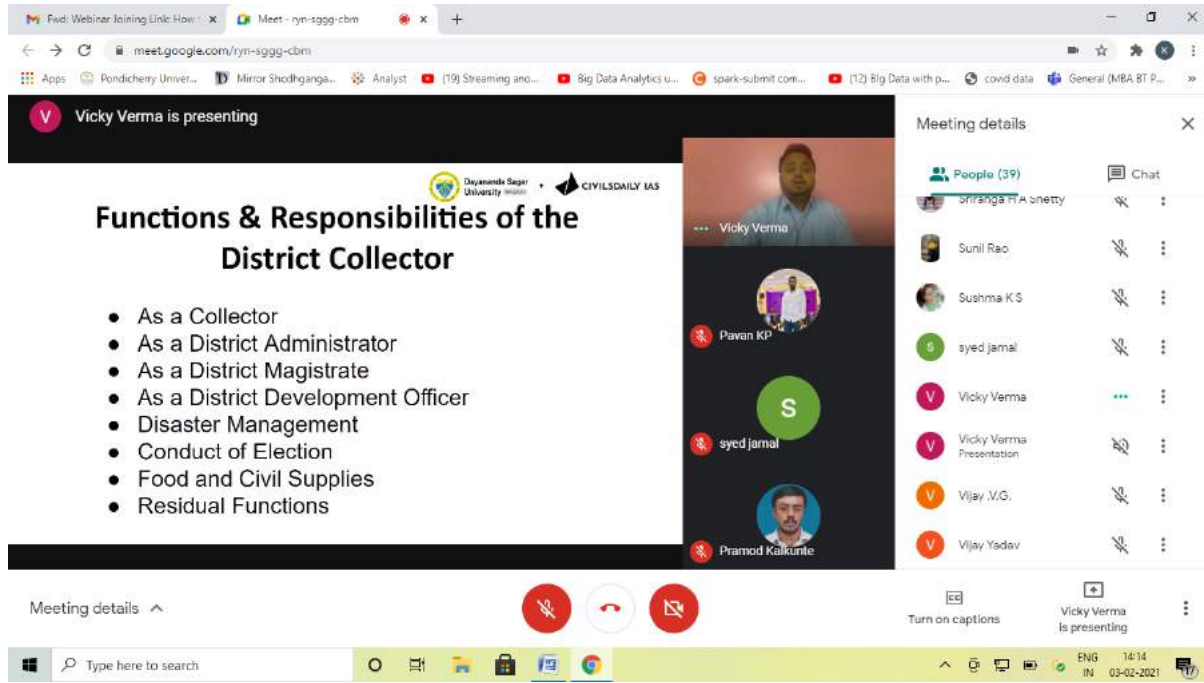 Fwd: Webinar Joining Link: How
Meet - ryn-sggg-cbm
meet.google.com/ryn-sggg-cbm
K
Apps
Pondicherry Univer...
Mirror Shodhganga...
Analyst
(19) Streaming ano...
Big Data Analytics u...
spark-submit com...
(12) Big Data with p...
covid data
General (MBA BT P...
V
Vicky Verma is presenting
Dayananda Sagar
University
CIVILSDAILY IAS
Functions & Responsibilities of the
District Collector
● As a Collector
● As a District Administrator
● As a District Magistrate
● As a District Development Officer
● Disaster Management
● Conduct of Election
● Food and Civil Supplies
● Residual Functions
Vicky Verma
Pavan KP
S
syed jamal
Pramod Kalkunte
Meeting details
People (39)
Chat
Sriranga H A Shetty
Sunil Rao
Sushma K S
S
syed jamal
V
Vicky Verma
V
Vicky Verma
Presentation
V
Vijay .V.G.
V
Vijay Yadav
Meeting details
CC
Turn on captions
Vicky Verma
is presenting
Type here to search
ENG
IN
14:14
03-02-2021
17